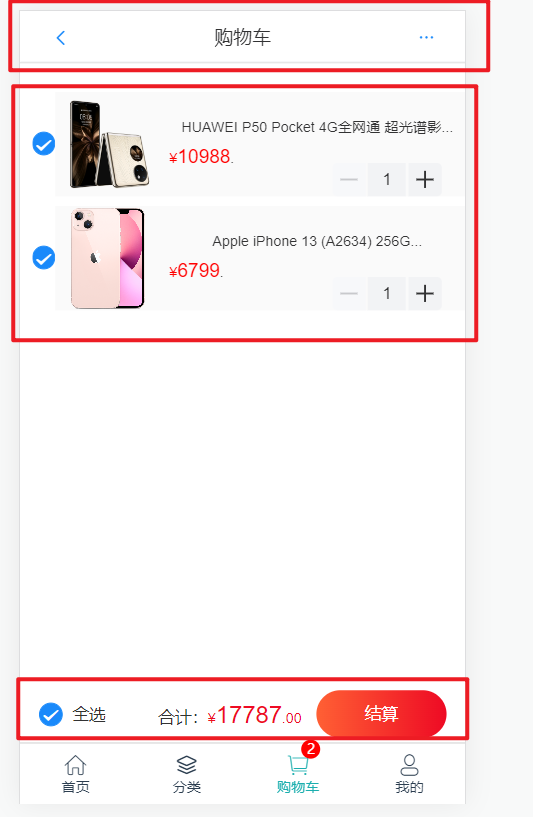 购物车
HUAWEI P50 Pocket 4G全网通 超光谱影...
¥10988.
1
Apple iPhone 13 (A2634) 256G...
¥6799.
1
全选 合计: ¥17787.00 结算
2
首页 分类 购物车 我的